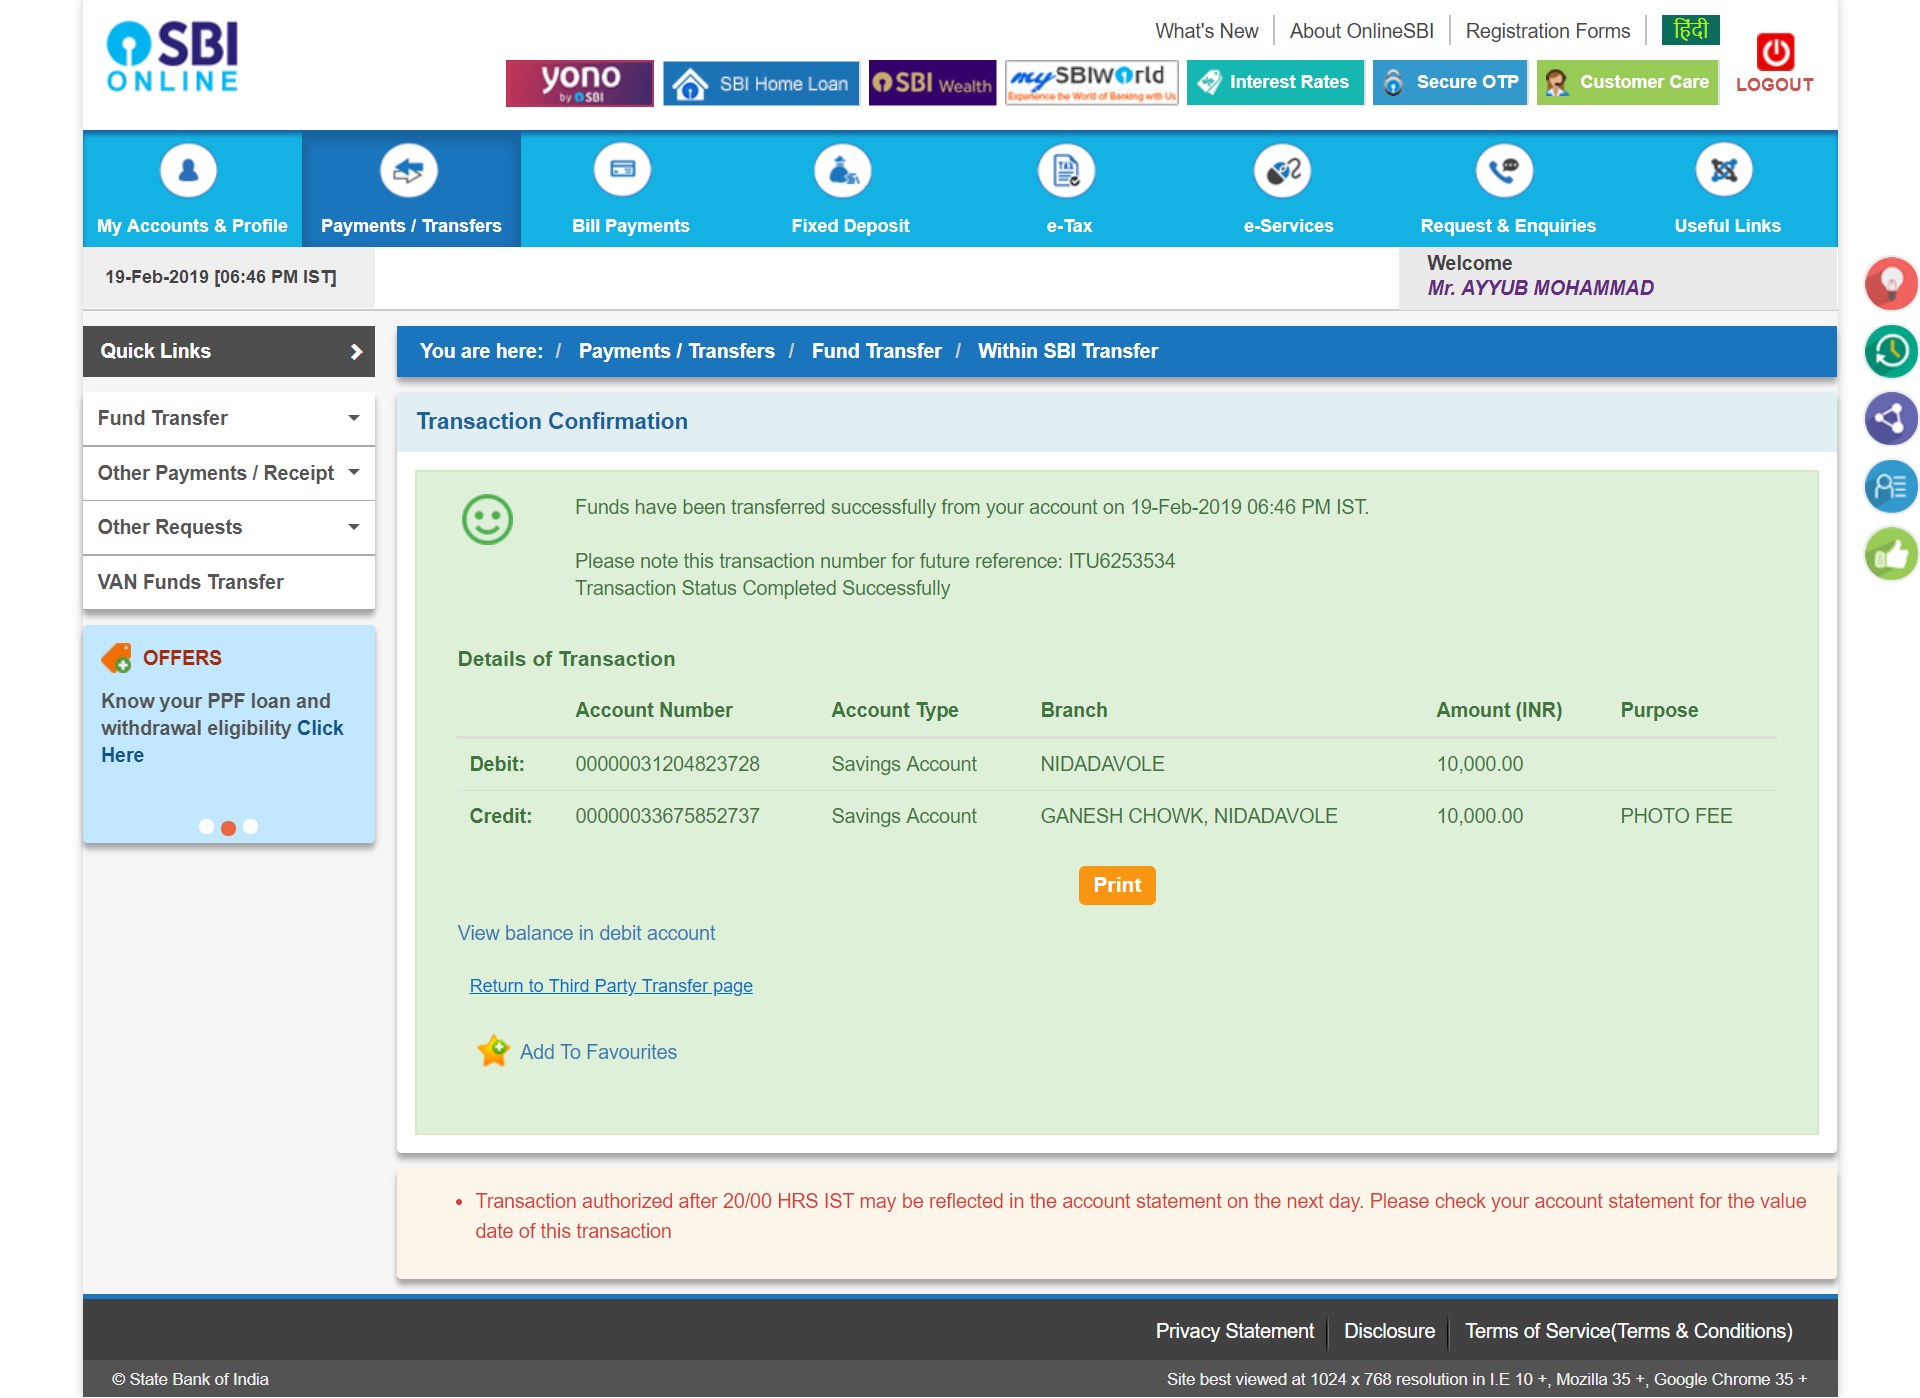 SBI
ONLINE
What's New
About OnlineSBI
Registration Forms
हिंदी
LOGOUT
yono
by SBI
SBI Home Loan
SBI Wealth
my SBI World
Experience the World of Banking with Us
Interest Rates
Secure OTP
Customer Care
My Accounts & Profile
Payments / Transfers
Bill Payments
Fixed Deposit
e-Tax
e-Services
Request & Enquiries
Useful Links
TAX
19-Feb-2019 [06:46 PM IST]
Welcome
Mr. AYYUB MOHAMMAD
Quick Links
Fund Transfer
Other Payments / Receipt
Other Requests
VAN Funds Transfer
OFFERS
Know your PPF loan and
withdrawal eligibility Click
Here
You are here: / Payments / Transfers / Fund Transfer / Within SBI Transfer
Transaction Confirmation
Funds have been transferred successfully from your account on 19-Feb-2019 06:46 PM IST.
Please note this transaction number for future reference: ITU6253534
Transaction Status Completed Successfully
Details of Transaction
Account Number Account Type Branch Amount (INR) Purpose
Debit: 00000031204823728 Savings Account NIDADAVOLE 10,000.00
Credit: 00000033675852737 Savings Account GANESH CHOWK, NIDADAVOLE 10,000.00 PHOTO FEE
Print
View balance in debit account
Return to Third Party Transfer page
Add To Favourites
• Transaction authorized after 20/00 HRS IST may be reflected in the account statement on the next day. Please check your account statement for the value
date of this transaction
Privacy Statement
Disclosure
Terms of Service(Terms & Conditions)
© State Bank of India
Site best viewed at 1024 x 768 resolution in I.E 10 +, Mozilla 35 +, Google Chrome 35 +